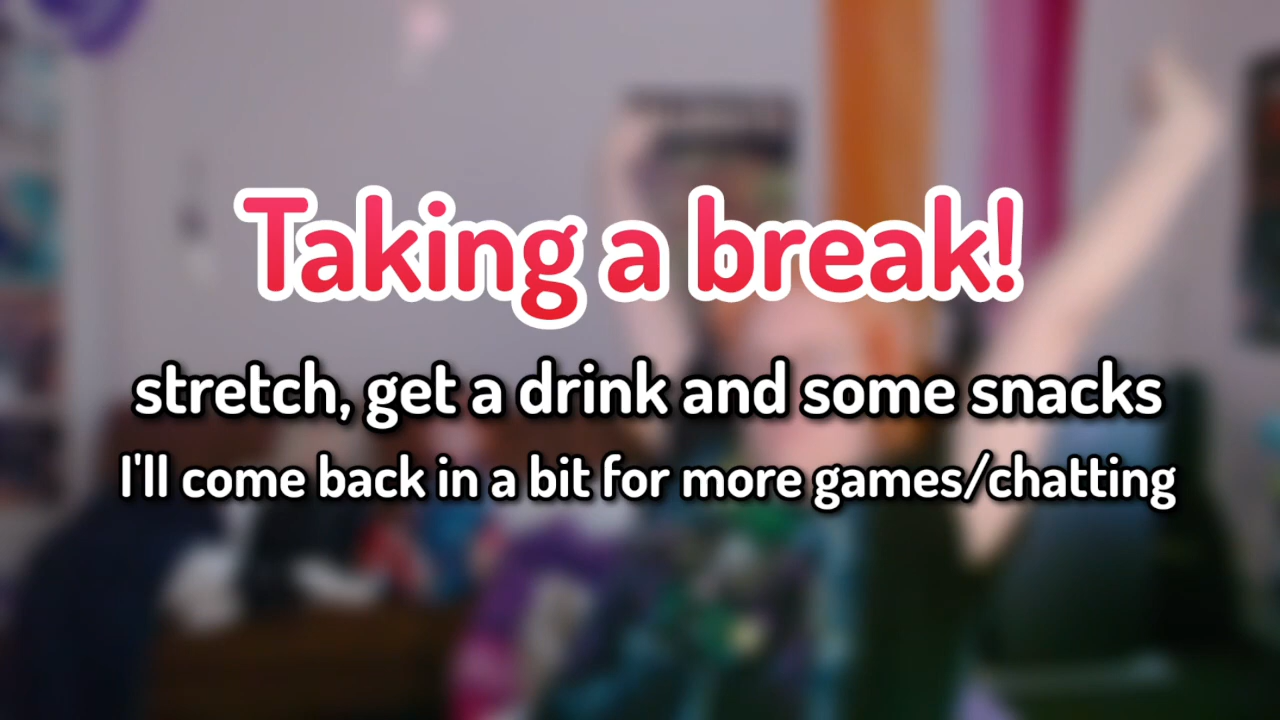 Taking a break!
stretch, get a drink and some snacks
I'll come back in a bit for more games/chatting